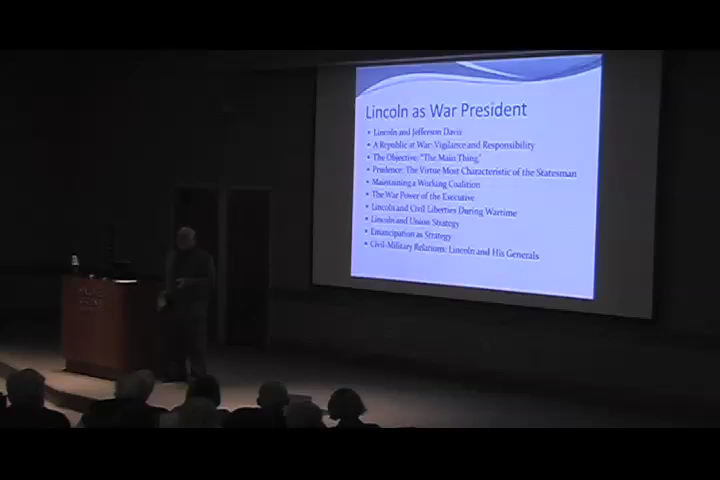 Lincoln as War President
• Lincoln and Jefferson Davis
• A Republic at War: Vigilance and Responsibility
• The Objective: "The Main Thing"
• Prudence: The Virtue Most Characteristic of the Statesman
• Maintaining a Working Coalition
• The War Power of the Executive
• Lincoln and Civil Liberties During Wartime
• Lincoln and Union Strategy
• Emancipation as Strategy
• Civil-Military Relations: Lincoln and His Generals